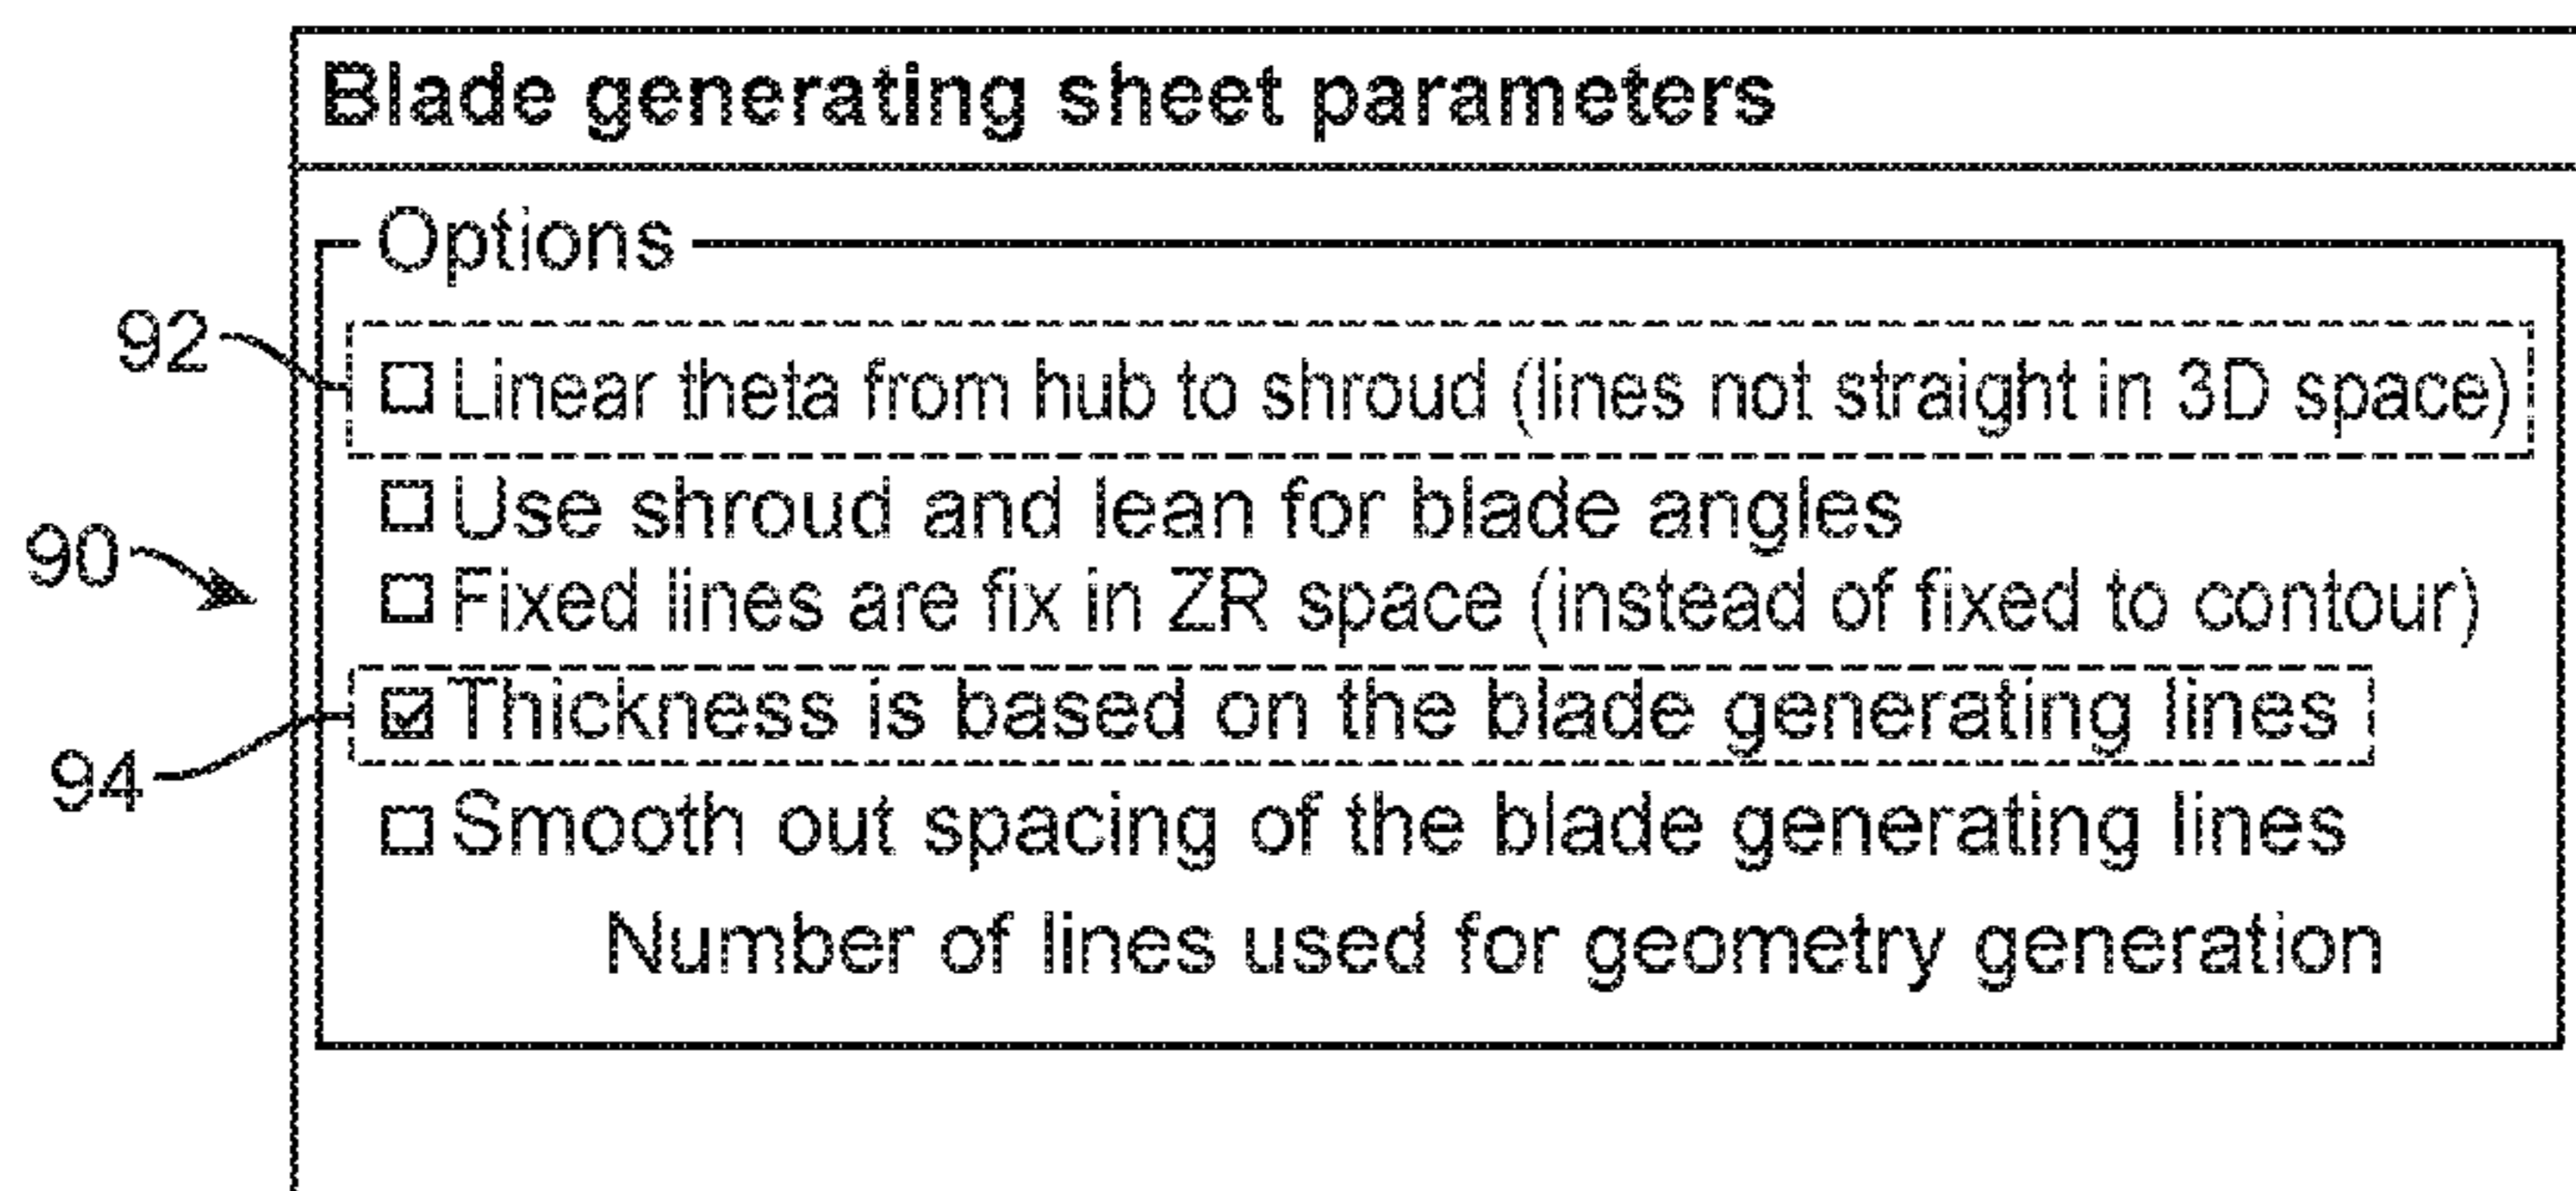 Blade generating sheet parameters
Options
92
Linear theta from hub to shroud (lines not straight in 3D space)
Use shroud and lean for blade angles
90
Fixed lines are fix in ZR space (instead of fixed to contour)
Thickness is based on the blade generating lines
94
Smooth out spacing of the blade generating lines
Number of lines used for geometry generation